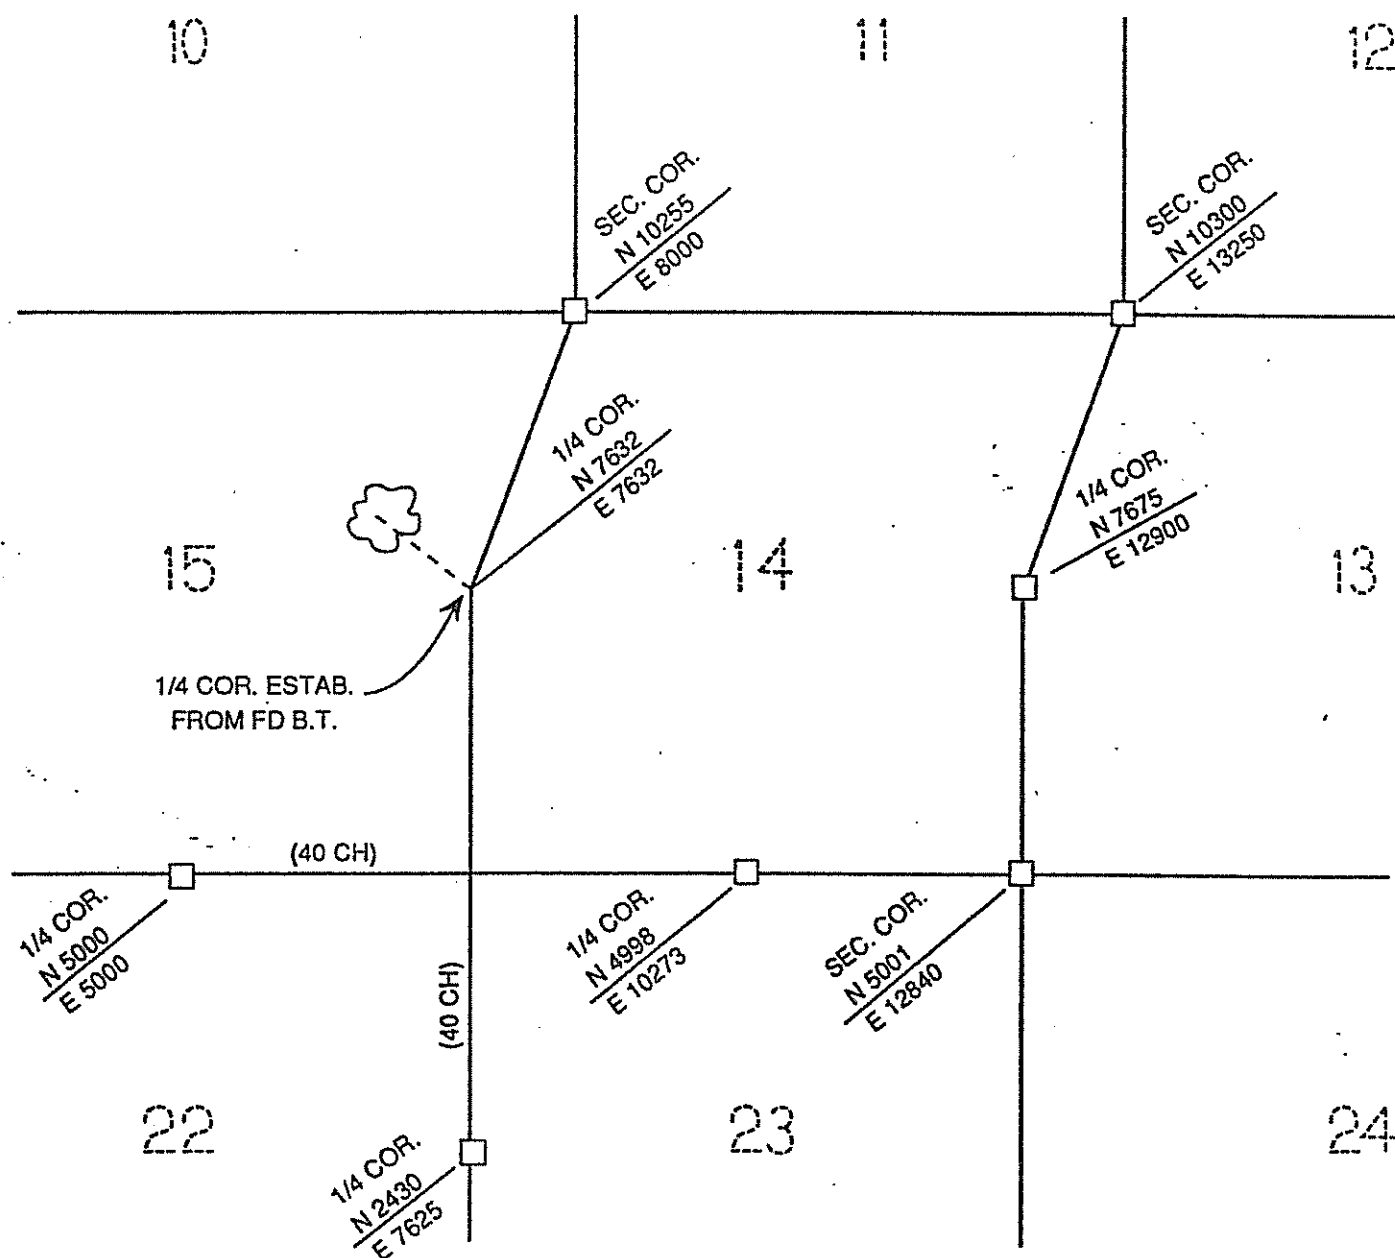 10
11
12
SEC. COR.
N 10255
E 8000
SEC. COR.
N 10300
E 13250
1/4 COR.
N 7632
E 7632
1/4 COR.
N 7675
E 12900
15
14
13
1/4 COR. ESTAB.
FROM FD B.T.
(40 CH)
1/4 COR.
N 5000
E 5000
1/4 COR.
N 4998
E 10273
SEC. COR.
N 5001
E 12840
(40 CH)
22
23
24
1/4 COR.
N 2430
E 7625